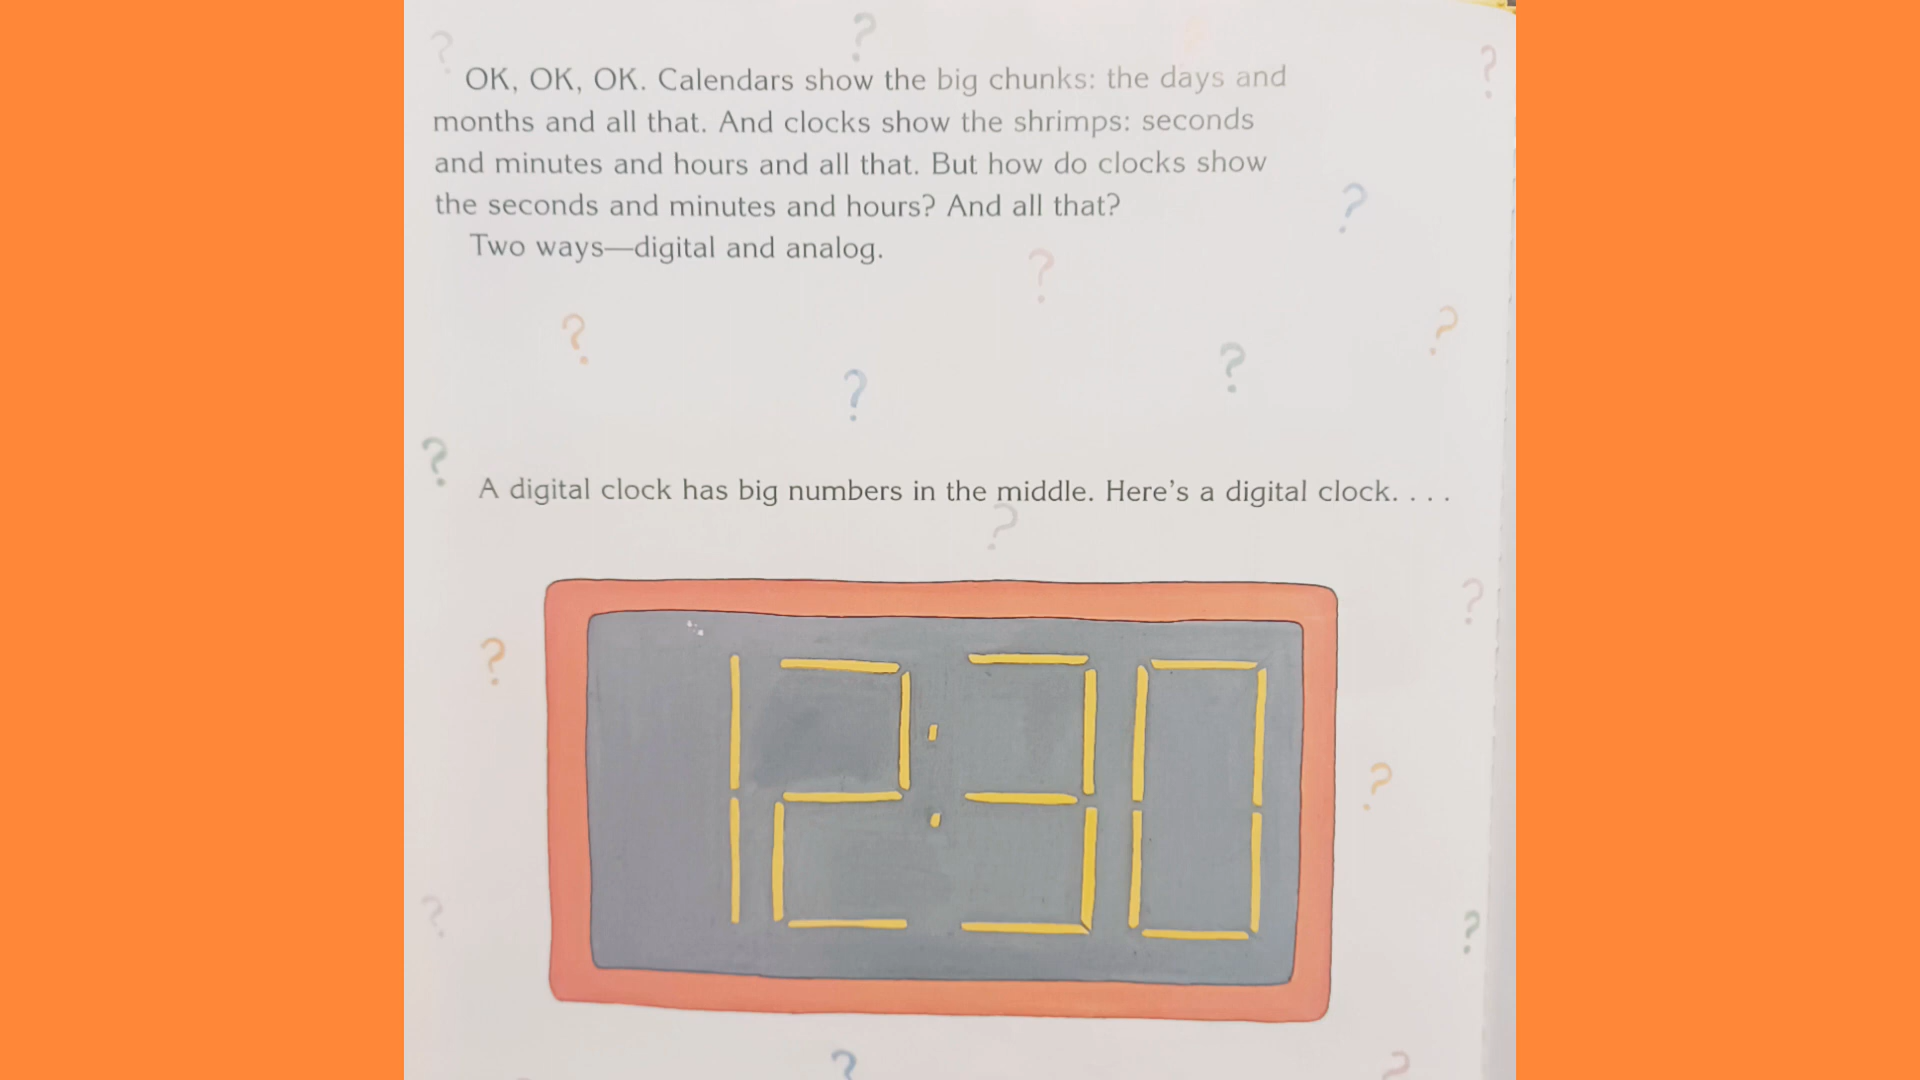 OK, OK, OK. Calendars show the big chunks: the days and
months and all that. And clocks show the shrimps: seconds
and minutes and hours and all that. But how do clocks show
the seconds and minutes and hours? And all that?
Two ways—digital and analog.
A digital clock has big numbers in the middle. Here's a digital clock. . . .
12:30